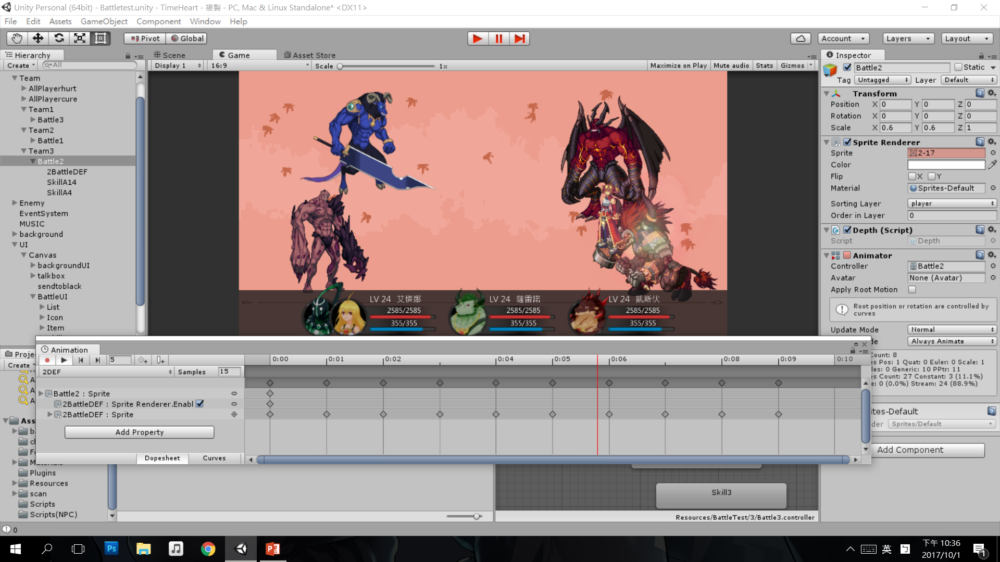 Unity Personal (64bit) - Battletest.unity - TimeHeart - 複製 - PC, Mac & Linux Standalone* <DX11>
File Edit Assets GameObject Component Window Help
Pivot Global Account Layers Layout
Hierarchy
Create All
Team
AllPlayerhurt
AllPlayercure
Team1
Battle3
Team2
Battle1
Team3
Battle2
2BattleDEF
SkillA14
SkillA4
Enemy
EventSystem
MUSIC
background
UI
Canvas
backgroundUI
talkbox
sendtoblack
BattleUI
List
Icon
Item
Scene Game Asset Store
Display 1 16:9 Scale 1x Maximize on Play Mute audio Stats Gizmos
LV 24 艾憐娜 LV 24 薩雷諾 LV 24 凱斯伏
2585/2585 2585/2585 2585/2585
355/355 355/355 355/355
Inspector
Battle2 Static
Tag Untagged Layer Default
Transform
Position X 0 Y 0 Z 0
Rotation X 0 Y 0 Z 0
Scale X 0.6 Y 0.6 Z 1
Sprite Renderer
Sprite 2-17
Color
Flip X Y
Material Sprites-Default
Sorting Layer player
Order in Layer 0
Depth (Script)
Script Depth
Animator
Controller Battle2
Avatar None (Avatar)
Apply Root Motion
Root position or rotation are controlled by
curves
Update Mode Normal
de Always Animate
Count: 8
s Pos: 1 Quat: 0 Euler: 0 Scale: 1
les: 0 Generic: 10 PPtr: 11
s Count: 27 Constant: 3 (11.1%)
e: 0 (0.0%) Stream: 24 (88.9%)
ites-Default
der Sprites/Default
Add Component
Proje
Create
Animation
5 0:00 0:01 0:02 0:04 0:05 0:06 0:08 0:09 0:10
2DEF Samples 15
Battle2 : Sprite
2BattleDEF : Sprite Renderer.Enabl
2BattleDEF : Sprite
Add Property
Dopesheet Curves
A
A
A
Ass
b
c
F
Materials
Plugins
Resources
scan
Scripts
Scripts(NPC)
Skill3
Resources/BattleTest/3/Battle3.controller
0
Ps
P
英
下午 10:36
2017/10/1
1